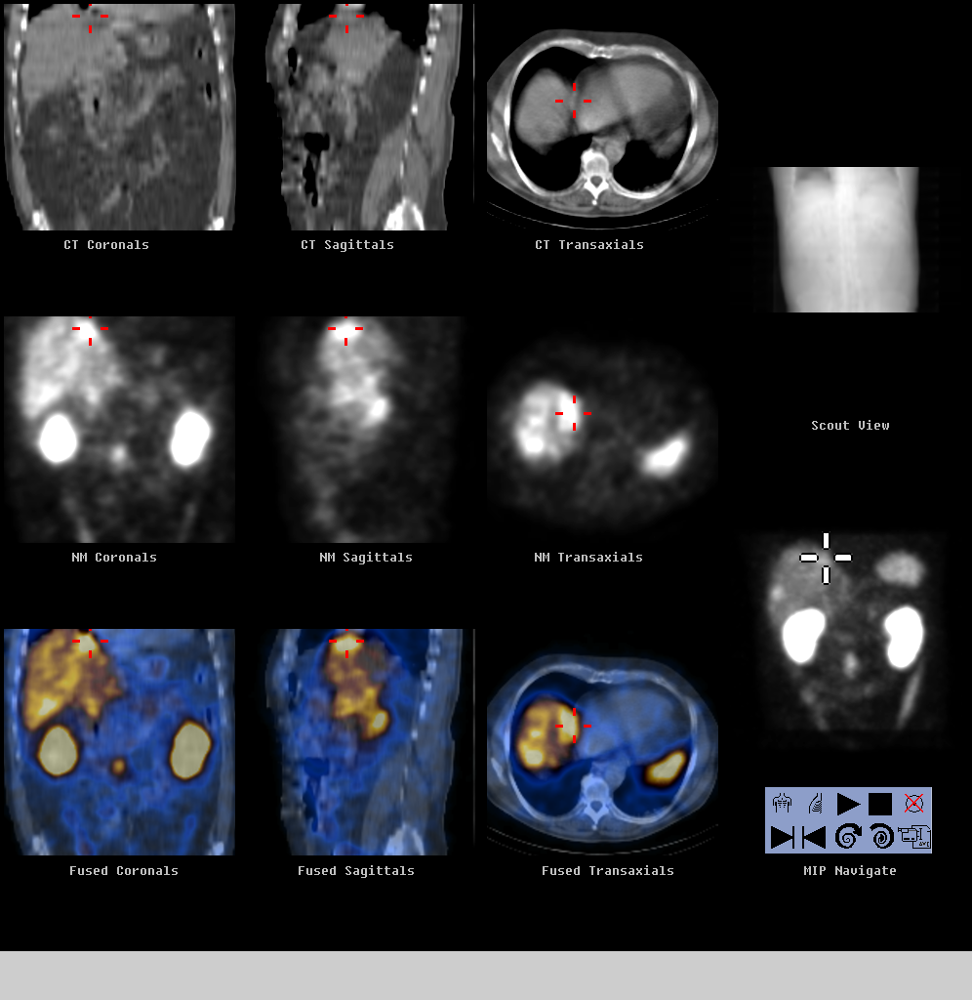 CT Coronals
CT Sagittals
CT Transaxials
Scout View
NM Coronals
NM Sagittals
NM Transaxials
Fused Coronals
Fused Sagittals
Fused Transaxials
MIP Navigate